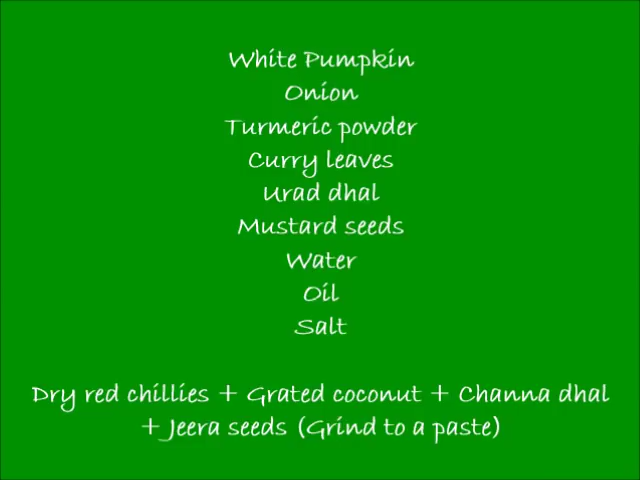 White Pumpkin
Onion
Turmeric powder
Curry leaves
Urad dhal
Mustard seeds
Water
Oil
Salt
Dry red chillies + Grated coconut + Channa dhal
+ Jeera seeds (Grind to a paste)